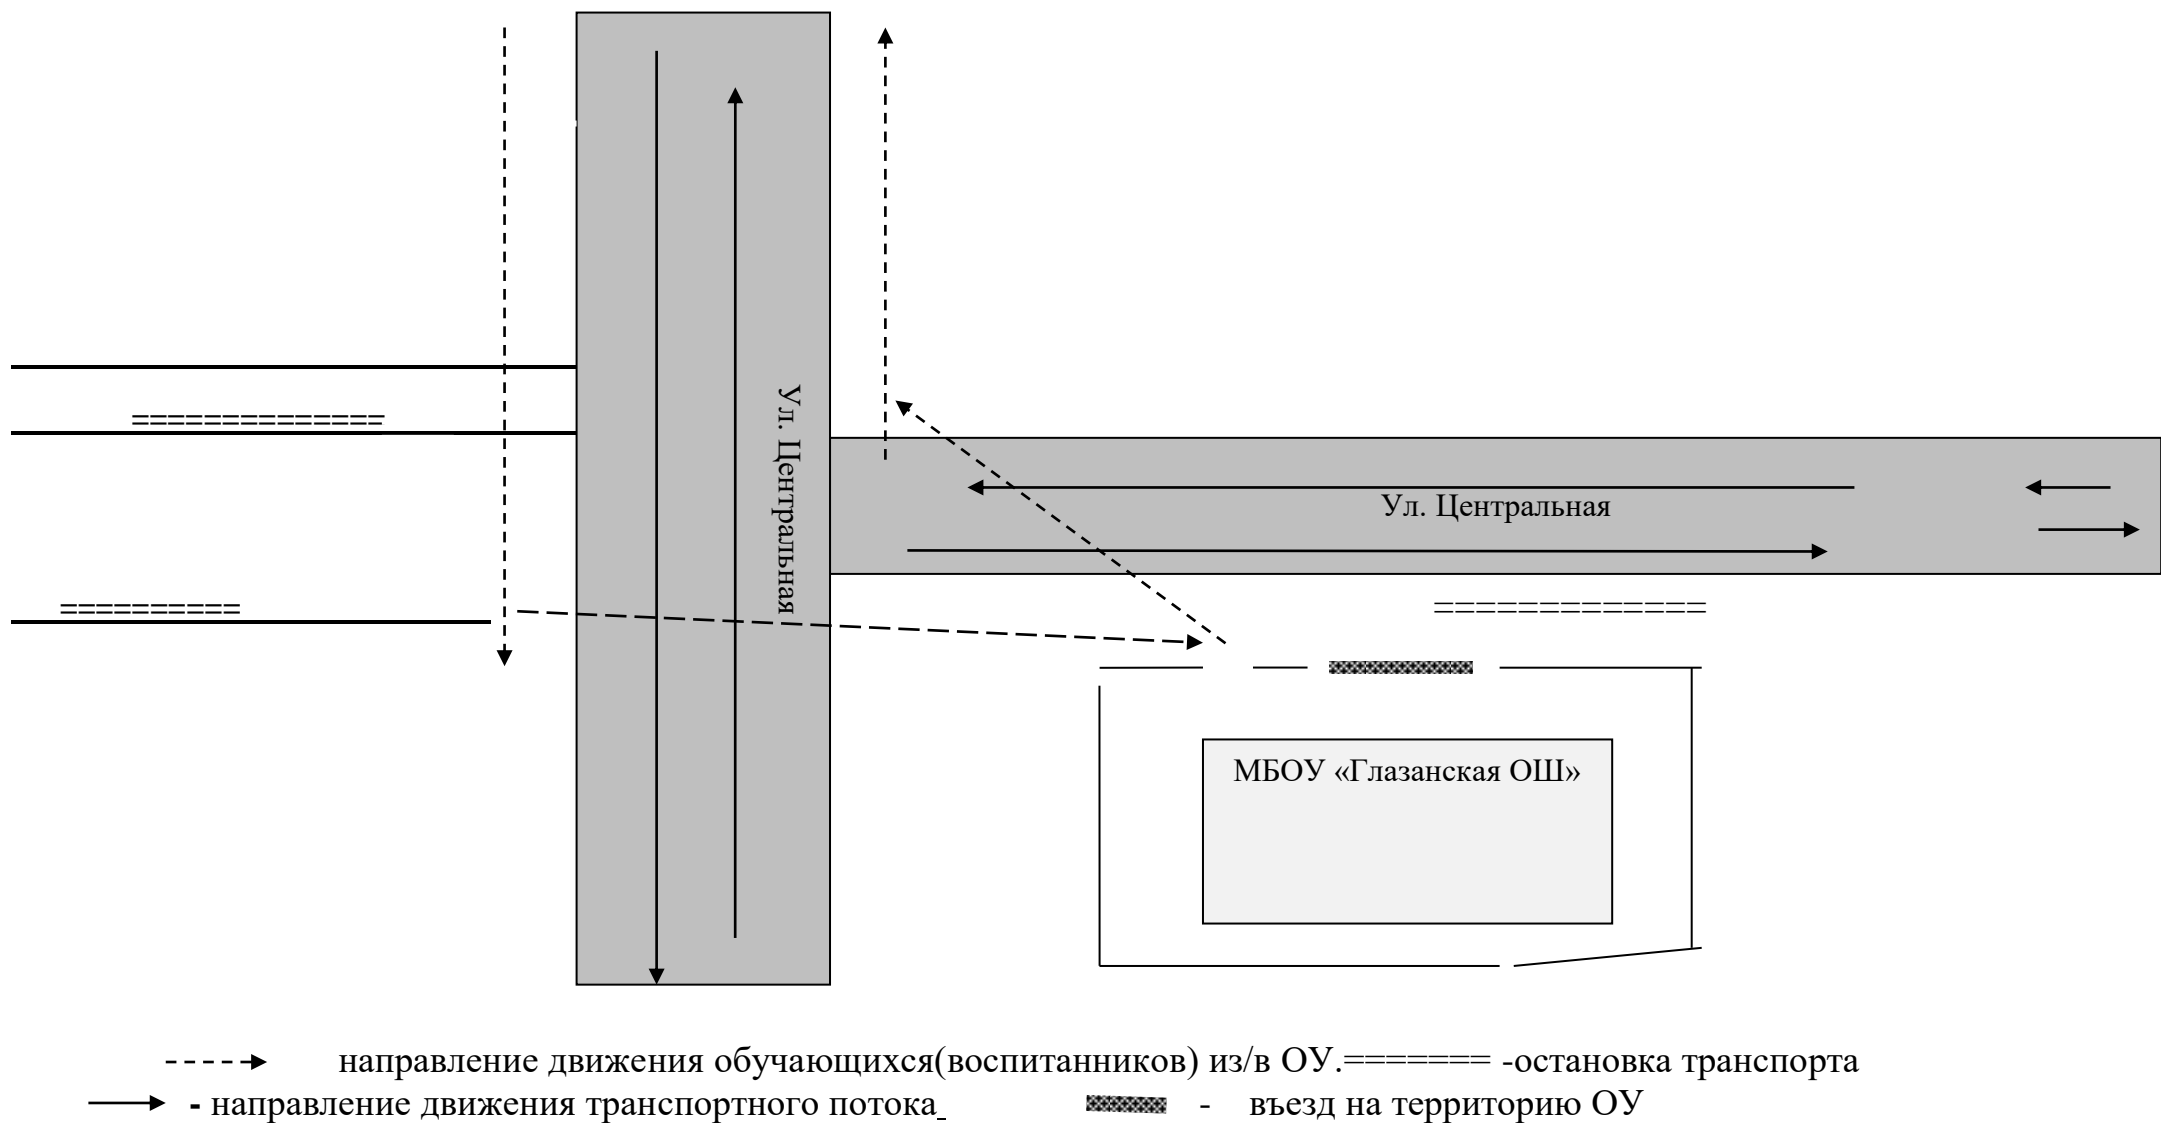 ==============
Ул. Центральная
Ул. Центральная
==========
===============
МБОУ «Глазанская ОШ»
направление движения обучающихся(воспитанников) из/в ОУ.======= -остановка транспорта
- направление движения транспортного потока
- въезд на территорию ОУ